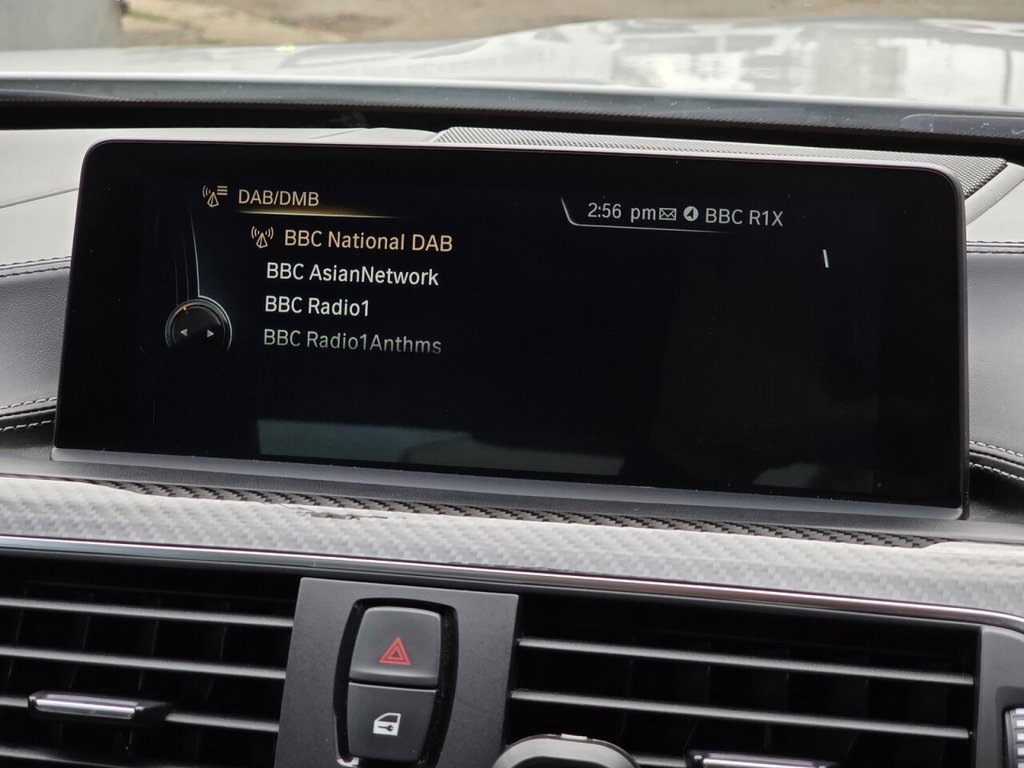 DAB/DMB
2:56 pm BBC R1X
BBC National DAB
BBC AsianNetwork
BBC Radio1
BBC Radio1Anthms